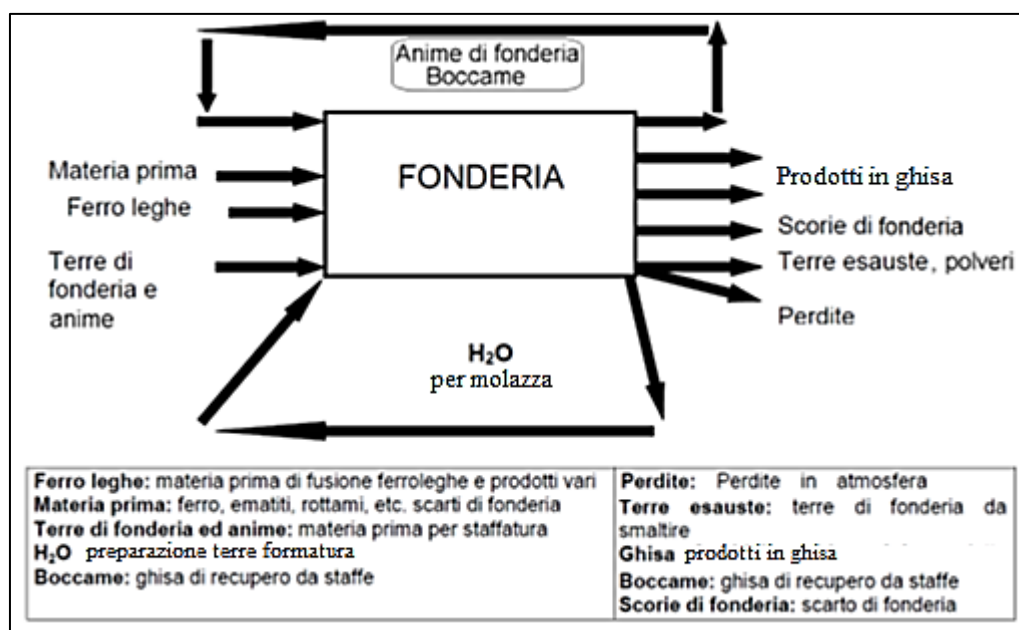 Anime di fonderia
Boccame
FONDERIA
Materia prima
Ferro leghe
Terre di
fonderia e
anime
Prodotti in ghisa
Scorie di fonderia
Terre esauste, polveri
Perdite
H₂O
per molazza
Ferro leghe: materia prima di fusione ferroleghe e prodotti vari
Materia prima: ferro, ematiti, rottami, etc. scarti di fonderia
Terre di fonderia ed anime: materia prima per staffatura
H₂O preparazione terre formatura
Boccame: ghisa di recupero da staffe
Perdite: Perdite in atmosfera
Terre esauste: terre di fonderia da
smaltire
Ghisa prodotti in ghisa
Boccame: ghisa di recupero da staffe
Scorie di fonderia: scarto di fonderia